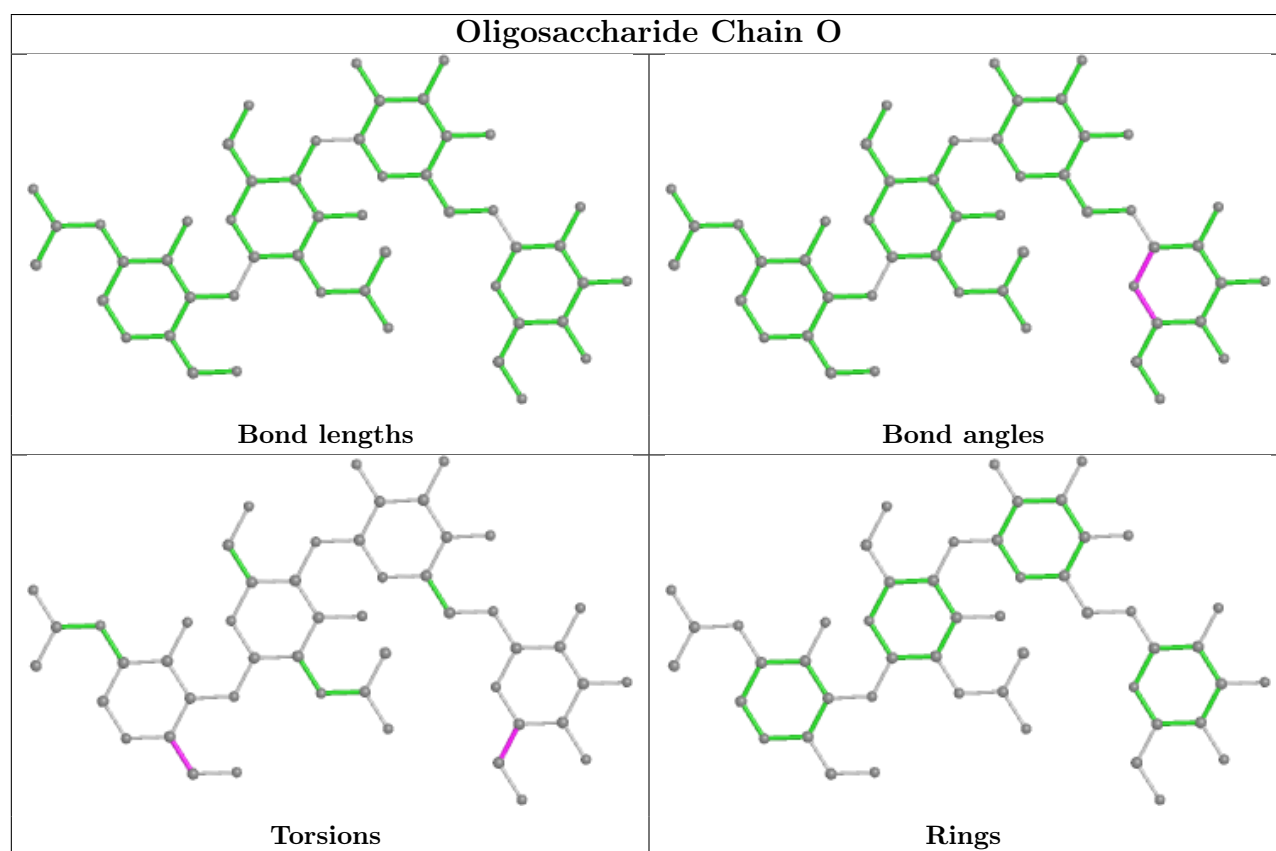 Oligosaccharide Chain O
Bond lengths
Bond angles
Torsions
Rings